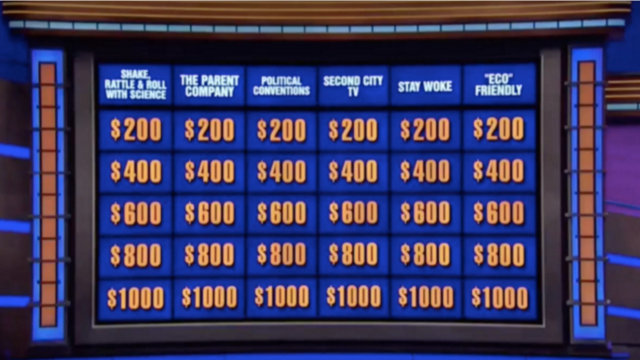 SHAKE,
RATTLE & ROLL
WITH SCIENCE
THE PARENT
COMPANY
POLITICAL
CONVENTIONS
SECOND CITY
TV
STAY WOKE
"ECO"
FRIENDLY
$200 $200 $200 $200 $200 $200
$400 $400 $400 $400 $400 $400
$600 $600 $600 $600 $600 $600
$800 $800 $800 $800 $800 $800
$1000 $1000 $1000 $1000 $1000 $1000